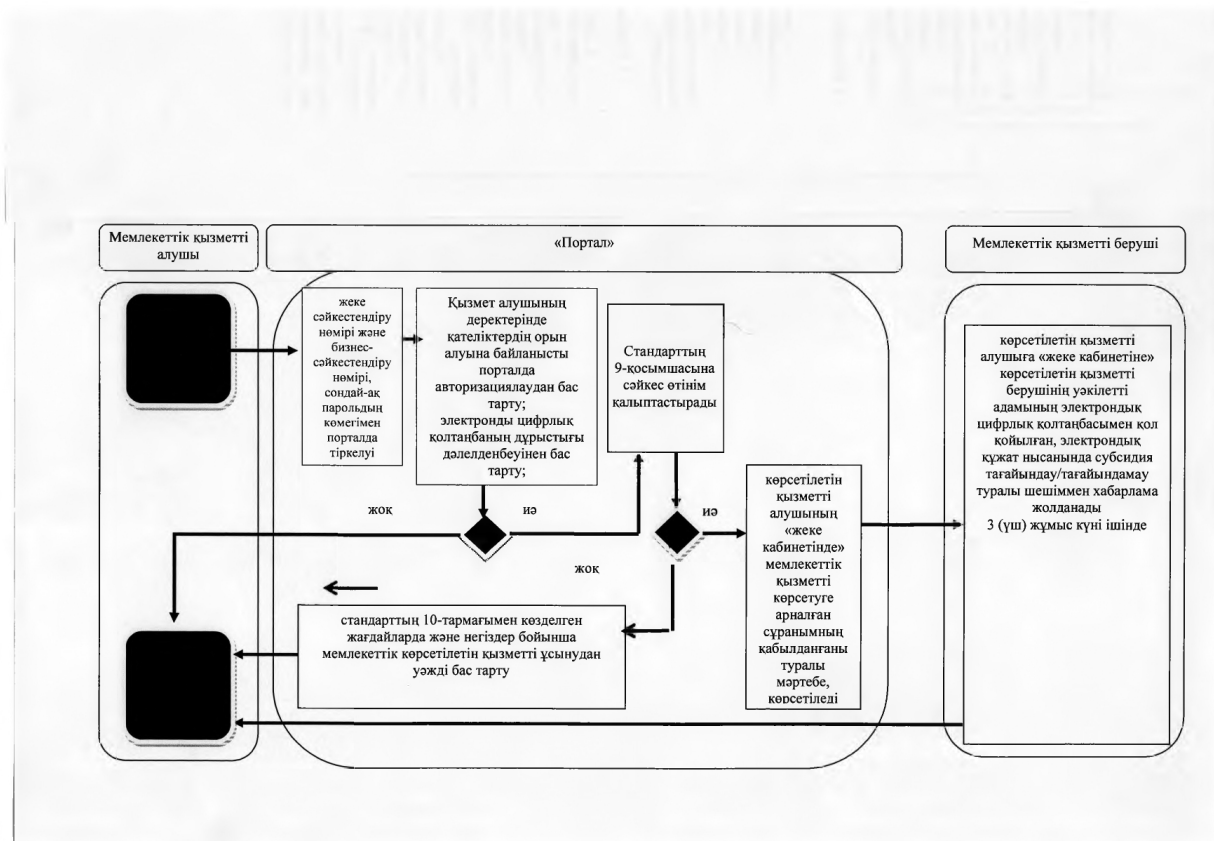 Мемлекеттік қызметті
алушы
«Портал»
Мемлекеттік қызметті беруші
жеке
сәйкестендіру
нөмірі және
бизнес-
сәйкестендіру
нөмірі,
сондай-ақ
парольдың
көмегімен
порталда
тіркелуі
Қызмет алушының
деректерінде
қателіктердің орын
алуына байланысты
порталда
авторизациялаудан бас
тарту;
электронды цифрлық
қолтаңбаның дұрыстығы
дәлелденбеуінен бас
тарту;
Стандарттың
9-қосымшасына
сәйкес өтінім
қалыптастырады
жоқ
иә
иә
жоқ
көрсетілетін
қызметті
алушының
«жеке
кабинетінде»
мемлекеттік
қызметті
көрсетуге
арналған
сұранымның
қабылданғаны
туралы
мәртебе,
көрсетіледі
стандарттың 10-тармағымен көзделген
жағдайларда және негіздер бойынша
мемлекеттік көрсетілетін қызметті ұсынудан
уәжді бас тарту
көрсетілетін қызметті
алушыға «жеке кабинетіне»
көрсетілетін қызметті
берушінің уәкілетті
адамының электрондық
цифрлық қолтаңбасымен қол
қойылған, электрондық
құжат нысанында субсидия
тағайындау/тағайындамау
туралы шешіммен хабарлама
жолданады
3 (үш) жұмыс күні ішінде